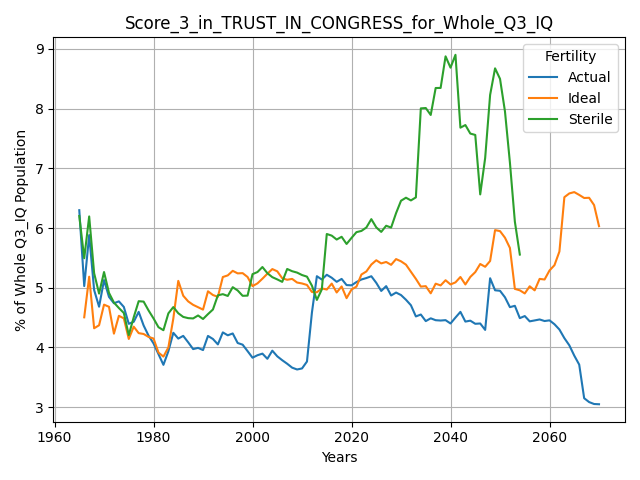 Score_3_in_TRUST_IN_CONGRESS_for_Whole_Q3_IQ
Fertility
Actual
Ideal
Sterile
% of Whole Q3_IQ Population
9
8
7
6
5
4
3
1960
1980
2000
2020
2040
2060
Years